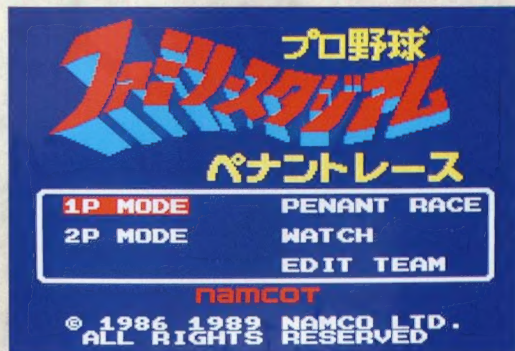 プロ野球
ファミリースタジアム
ペナントレース
1P MODE PENANT RACE
2P MODE WATCH
EDIT TEAM
namcot
© 1986 1989 NAMCO LTD.
ALL RIGHTS RESERVED